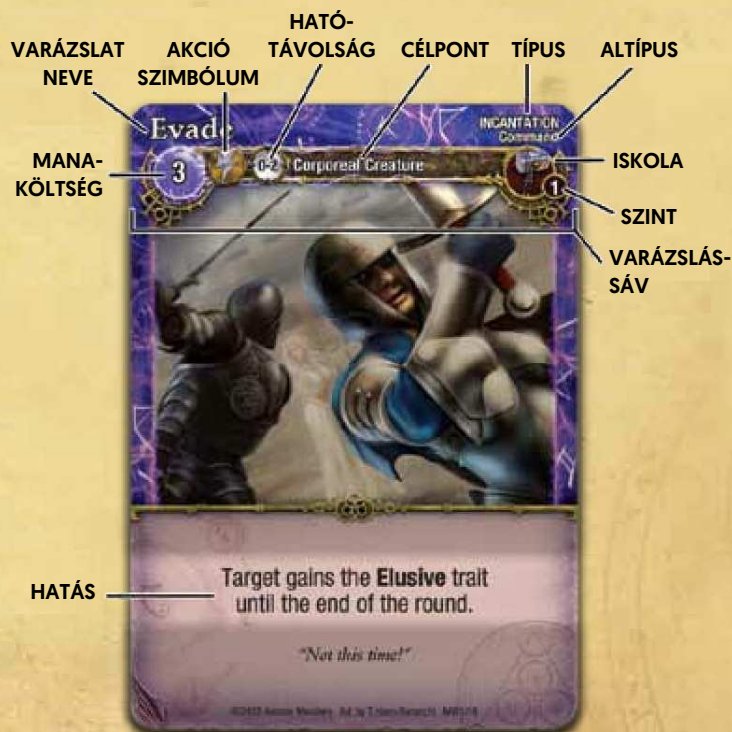 HATÓ-
VARÁZSLAT AKCIÓ TÁVOLSÁG CÉLPONT TÍPUS ALTÍPUS
NEVE SZIMBÓLUM
Evade
INCANTATION
Command
MANA-
KÖLTSÉG
3
0-2
Corporeal Creature
ISKOLA
1
SZINT
VARÁZSLÁS-
SÁV
HATÁS
Target gains the Elusive trait
until the end of the round.
"Not this time!"